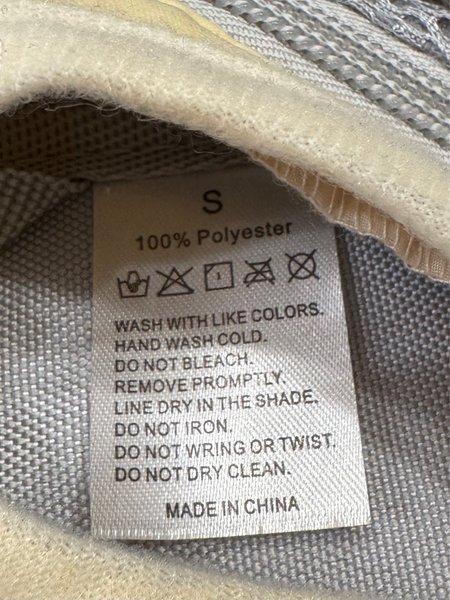 S
100% Polyester
WASH WITH LIKE COLORS.
HAND WASH COLD.
DO NOT BLEACH.
REMOVE PROMPTLY.
LINE DRY IN THE SHADE.
DO NOT IRON.
DO NOT WRING OR TWIST.
DO NOT DRY CLEAN.
MADE IN CHINA